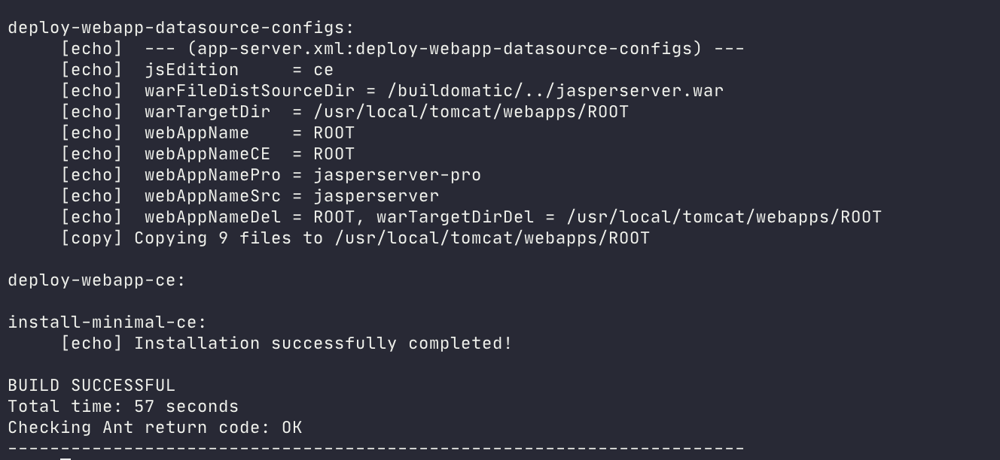 deploy-webapp-datasource-configs:
     [echo]  --- (app-server.xml:deploy-webapp-datasource-configs) ---
     [echo]  jsEdition     = ce
     [echo]  warFileDistSourceDir = /buildomatic/../jasperserver.war
     [echo]  warTargetDir  = /usr/local/tomcat/webapps/ROOT
     [echo]  webAppName    = ROOT
     [echo]  webAppNameCE  = ROOT
     [echo]  webAppNamePro = jasperserver-pro
     [echo]  webAppNameSrc = jasperserver
     [echo]  webAppNameDel = ROOT, warTargetDirDel = /usr/local/tomcat/webapps/ROOT
     [copy] Copying 9 files to /usr/local/tomcat/webapps/ROOT
deploy-webapp-ce:
install-minimal-ce:
     [echo] Installation successfully completed!
BUILD SUCCESSFUL
Total time: 57 seconds
Checking Ant return code: OK
----------------------------------------------------------------------